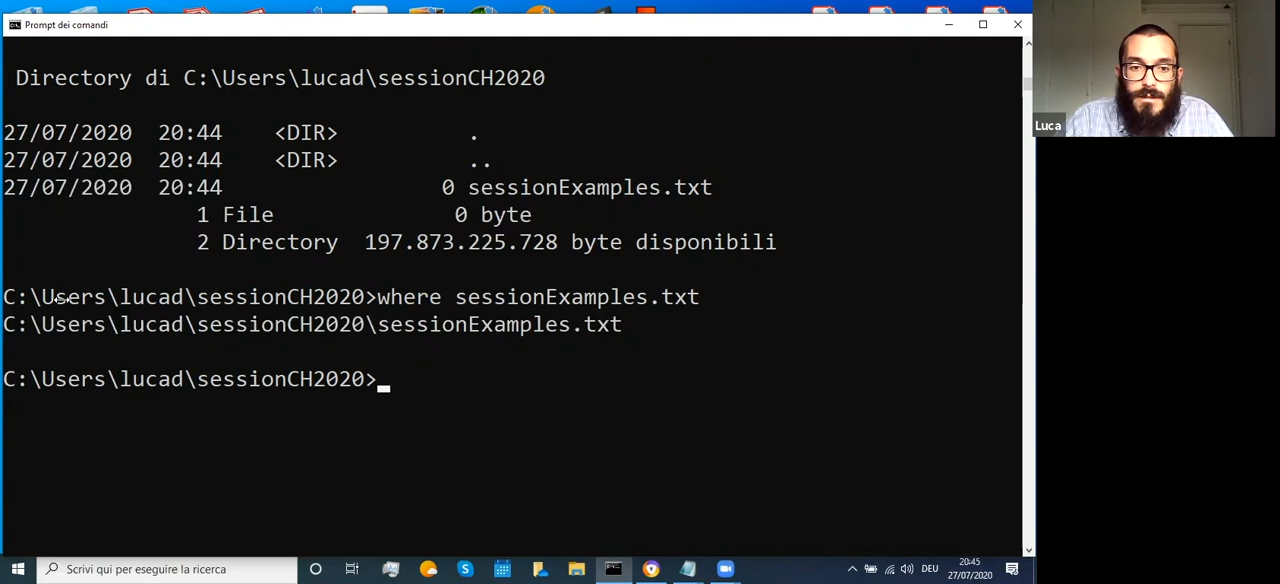 Prompt dei comandi
Directory di C:\Users\lucad\sessionCH2020
27/07/2020 20:44 <DIR> .
27/07/2020 20:44 <DIR> ..
27/07/2020 20:44 0 sessionExamples.txt
1 File 0 byte
2 Directory 197.873.225.728 byte disponibili
C:\Users\lucad\sessionCH2020>where sessionExamples.txt
C:\Users\lucad\sessionCH2020\sessionExamples.txt
C:\Users\lucad\sessionCH2020>
Luca
Scrivi qui per eseguire la ricerca
DEU
20:45
27/07/2020